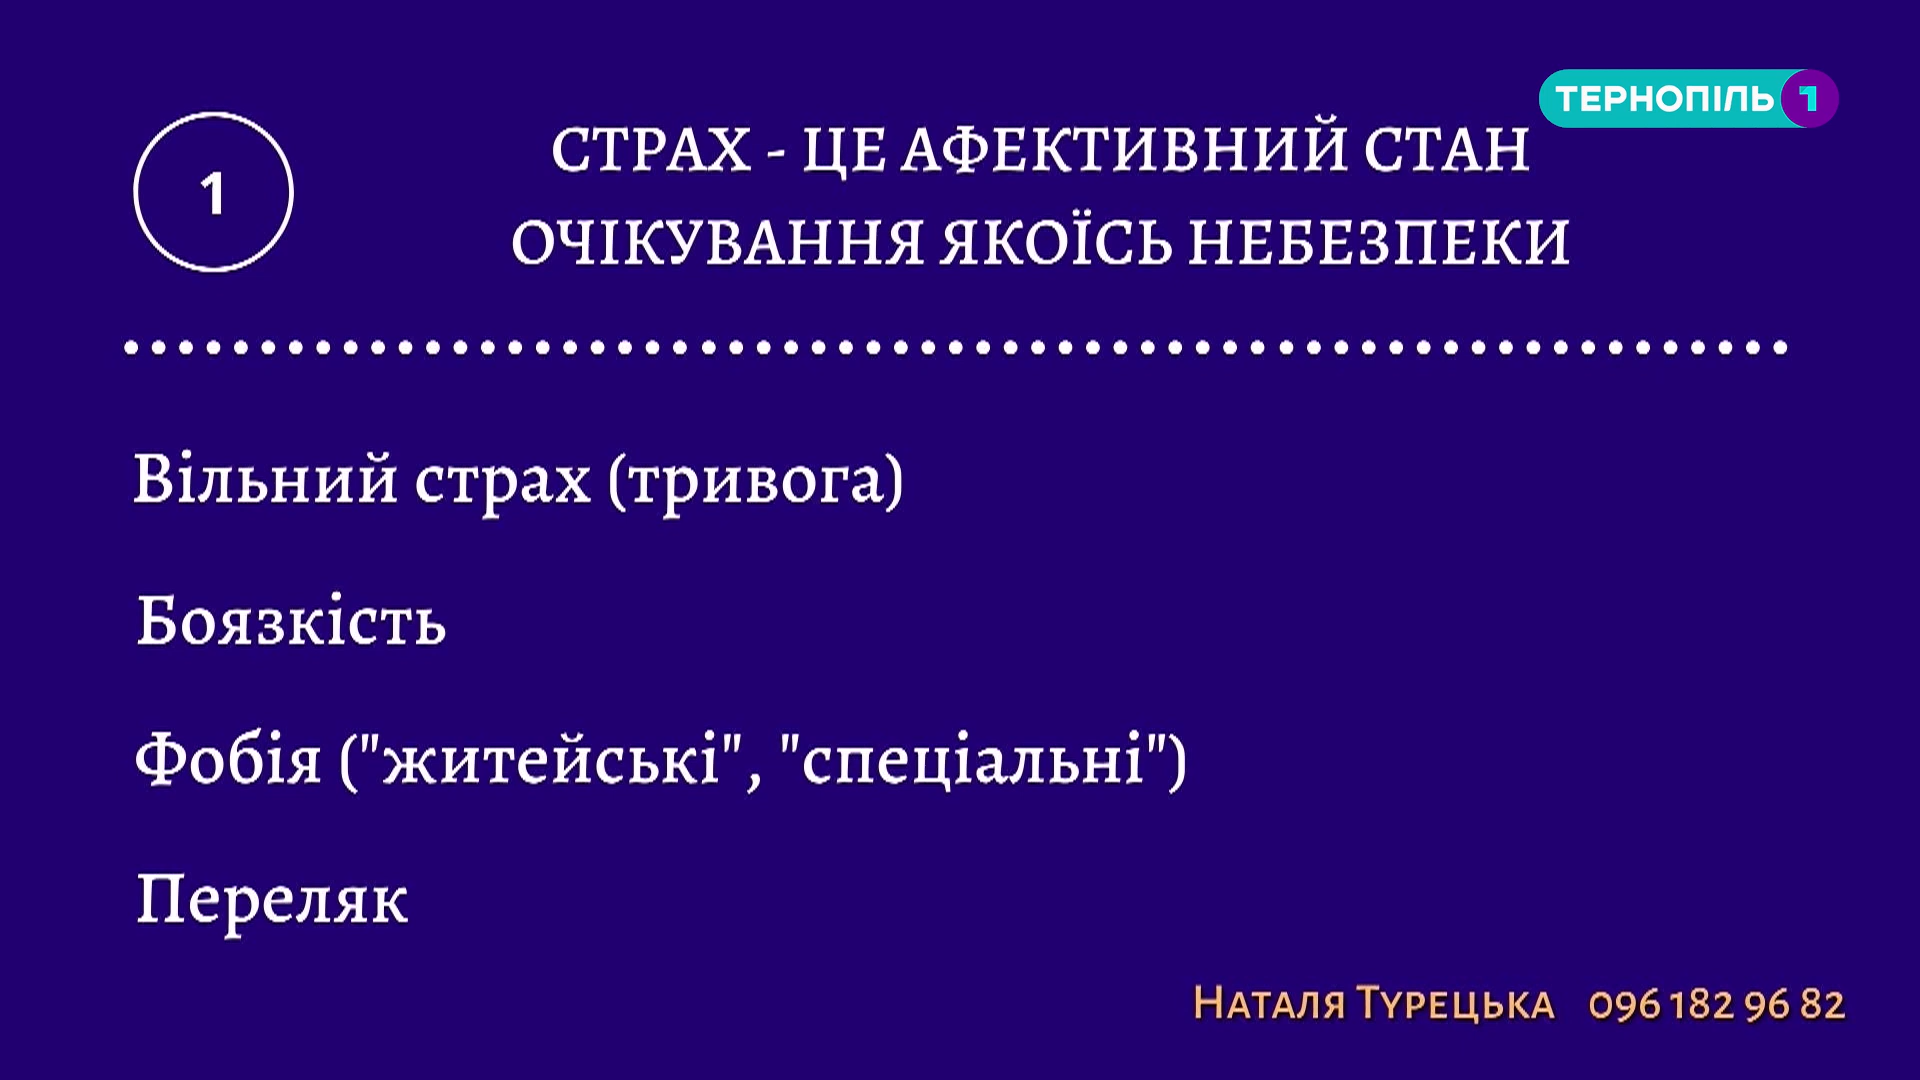 ТЕРНОПІЛЬ 1
1
СТРАХ - ЦЕ АФЕКТИВНИЙ СТАН
ОЧІКУВАННЯ ЯКОЇСЬ НЕБЕЗПЕКИ
Вільний страх (тривога)
Боязкість
Фобія ("житейські", "спеціальні")
Переляк
Наталя Турецька 096 182 96 82